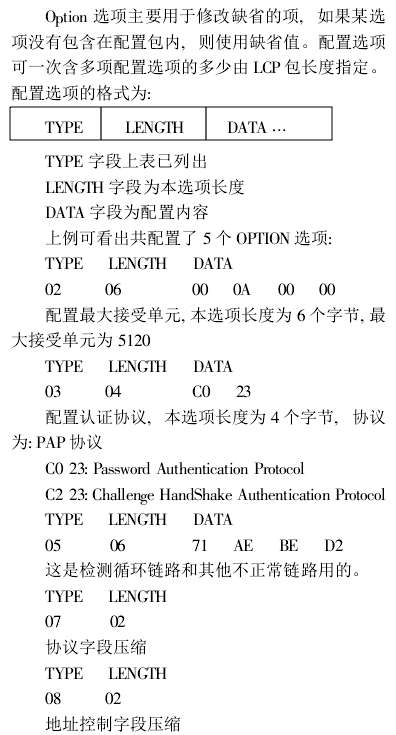 Option 选项主要用于修改缺省的项, 如果某选
项没有包含在配置包内, 则使用缺省值。配置选项
可一次含多项配置选项的多少由 LCP 包长度指定。
配置选项的格式为:
TYPE LENGTH DATA …
TYPE 字段上表已列出
LENGTH 字段为本选项长度
DATA 字段为配置内容
上例可看出共配置了 5 个 OPTION 选项:
TYPE LENGTH DATA
02 06 00 0A 00 00
配置最大接受单元, 本选项长度为 6 个字节, 最
大接受单元为 5120
TYPE LENGTH DATA
03 04 C0 23
配置认证协议, 本选项长度为 4 个字节, 协议
为: PAP 协议
C0 23: Password Authentication Protocol
C2 23: Challenge HandShake Authentication Protocol
TYPE LENGTH DATA
05 06 71 AE BE D2
这是检测循环链路和其他不正常链路用的。
TYPE LENGTH
07 02
协议字段压缩
TYPE LENGTH
08 02
地址控制字段压缩